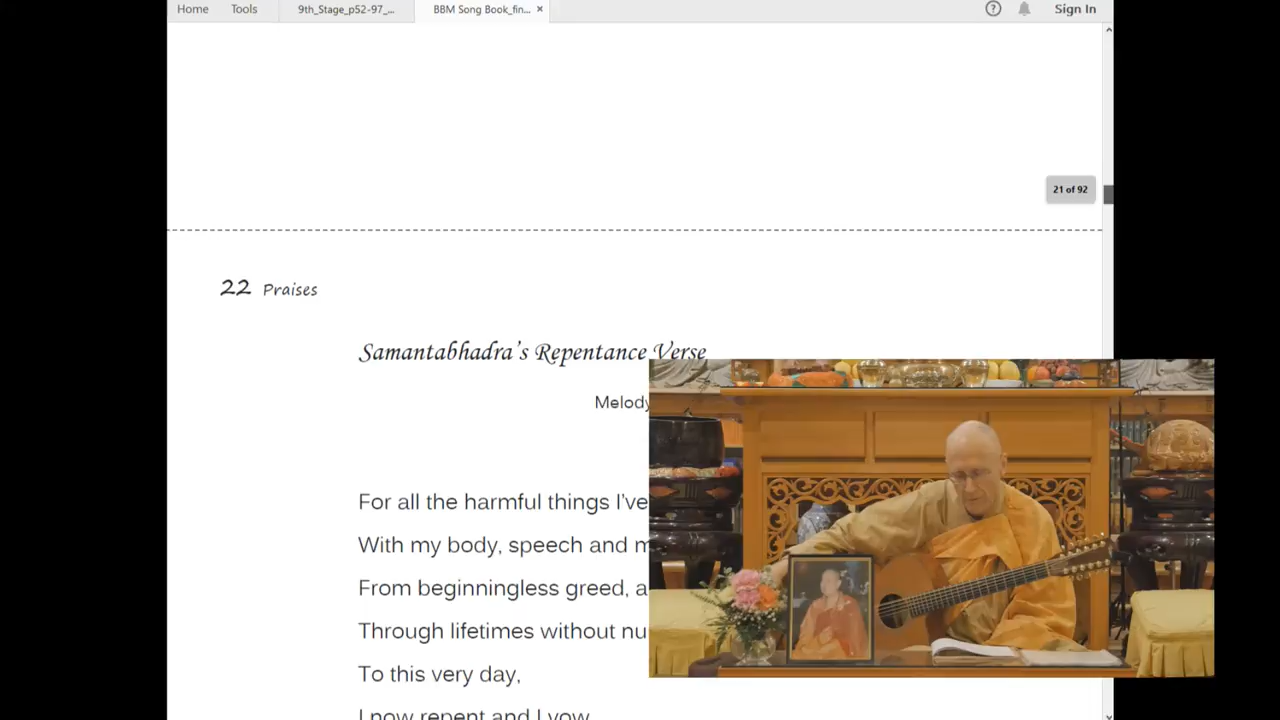 Home Tools 9th_Stage_p52-97_... BBM Song Book_fin... × ? Sign In
21 of 92
22 Praises
Samantabhadra's Repentance Verse
Melody
For all the harmful things I've
With my body, speech and m
From beginningless greed, a
Through lifetimes without nu
To this very day,
I now repent and I vow